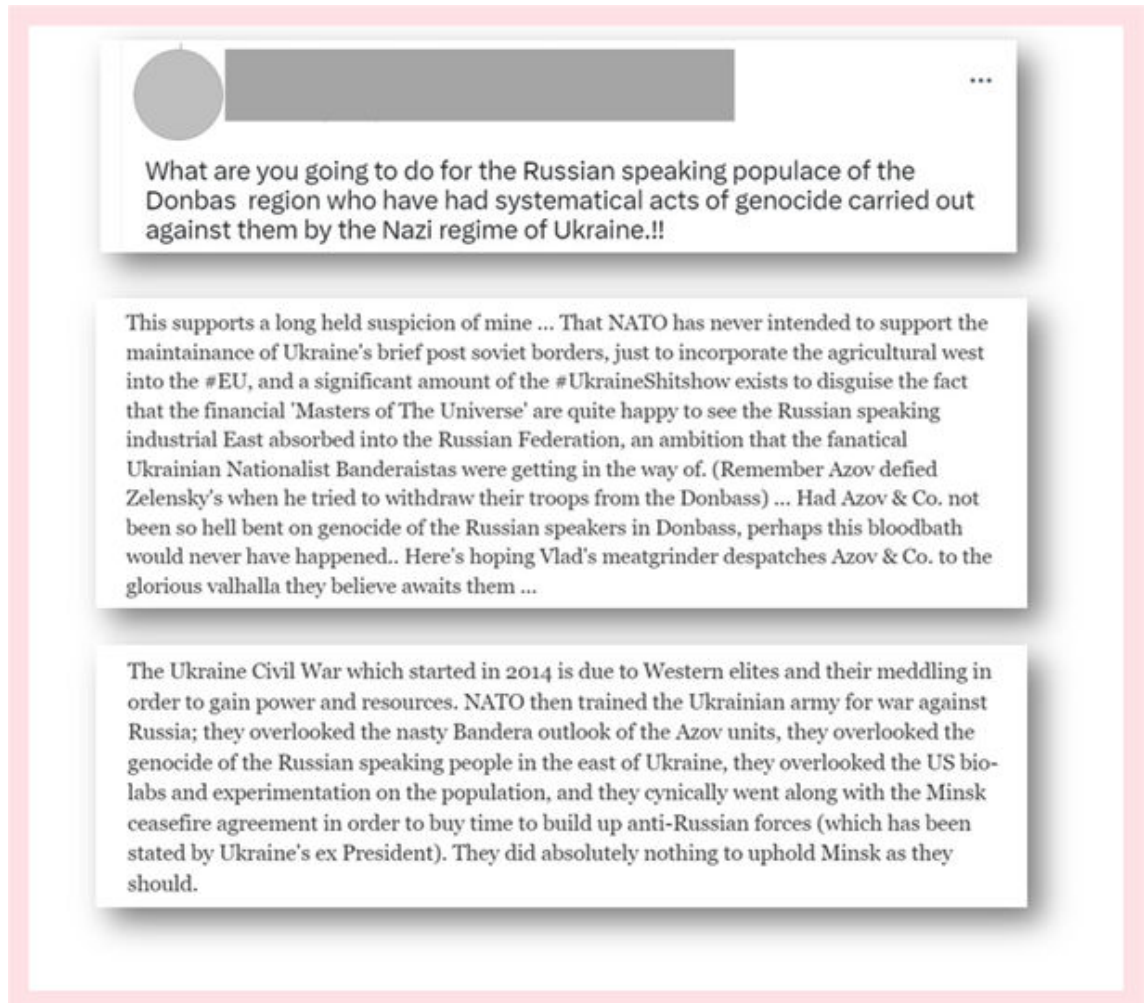 What are you going to do for the Russian speaking populace of the
Donbas  region who have had systematical acts of genocide carried out
against them by the Nazi regime of Ukraine.!!
This supports a long held suspicion of mine ... That NATO has never intended to support the
maintainance of Ukraine's brief post soviet borders, just to incorporate the agricultural west
into the #EU, and a significant amount of the #UkraineShitshow exists to disguise the fact
that the financial 'Masters of The Universe' are quite happy to see the Russian speaking
industrial East absorbed into the Russian Federation, an ambition that the fanatical
Ukrainian Nationalist Banderaistas were getting in the way of. (Remember Azov defied
Zelensky's when he tried to withdraw their troops from the Donbass) ... Had Azov & Co. not
been so hell bent on genocide of the Russian speakers in Donbass, perhaps this bloodbath
would never have happened.. Here's hoping Vlad's meatgrinder despatches Azov & Co. to the
glorious valhalla they believe awaits them ...
The Ukraine Civil War which started in 2014 is due to Western elites and their meddling in
order to gain power and resources. NATO then trained the Ukrainian army for war against
Russia; they overlooked the nasty Bandera outlook of the Azov units, they overlooked the
genocide of the Russian speaking people in the east of Ukraine, they overlooked the US bio-
labs and experimentation on the population, and they cynically went along with the Minsk
ceasefire agreement in order to buy time to build up anti-Russian forces (which has been
stated by Ukraine's ex President). They did absolutely nothing to uphold Minsk as they
should.